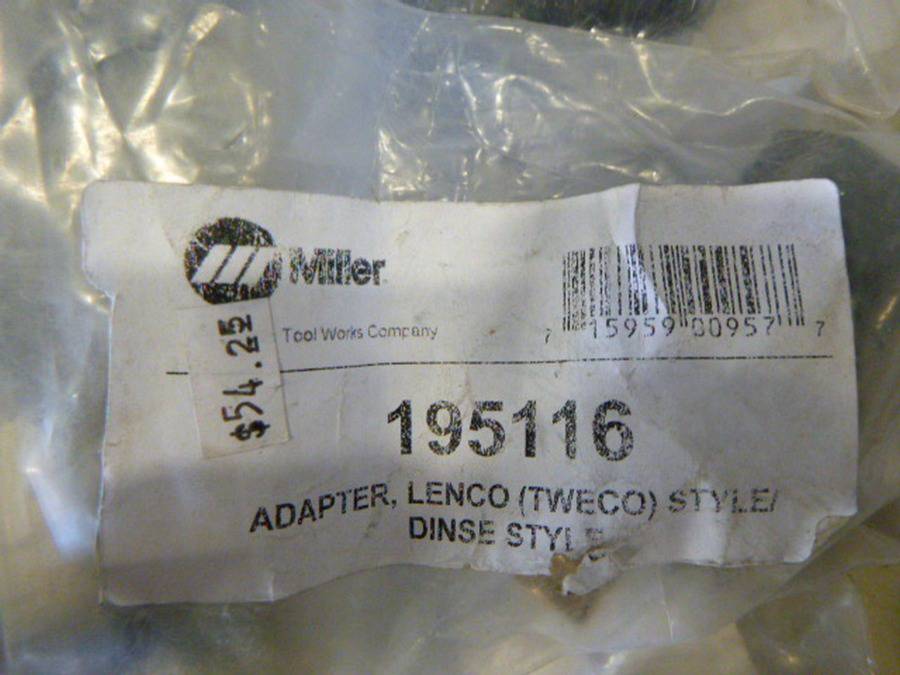 Miller
Tool Works Company
$54.25
7 15959 00957 7
195116
ADAPTER, LENCO (TWECO) STYLE/
DINSE STYLE